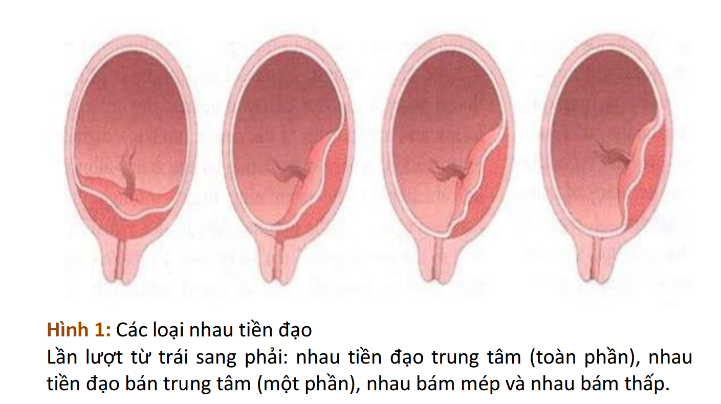 Hình 1: Các loại nhau tiền đạo
Lần lượt từ trái sang phải: nhau tiền đạo trung tâm (toàn phần), nhau
tiền đạo bán trung tâm (một phần), nhau bám mép và nhau bám thấp.